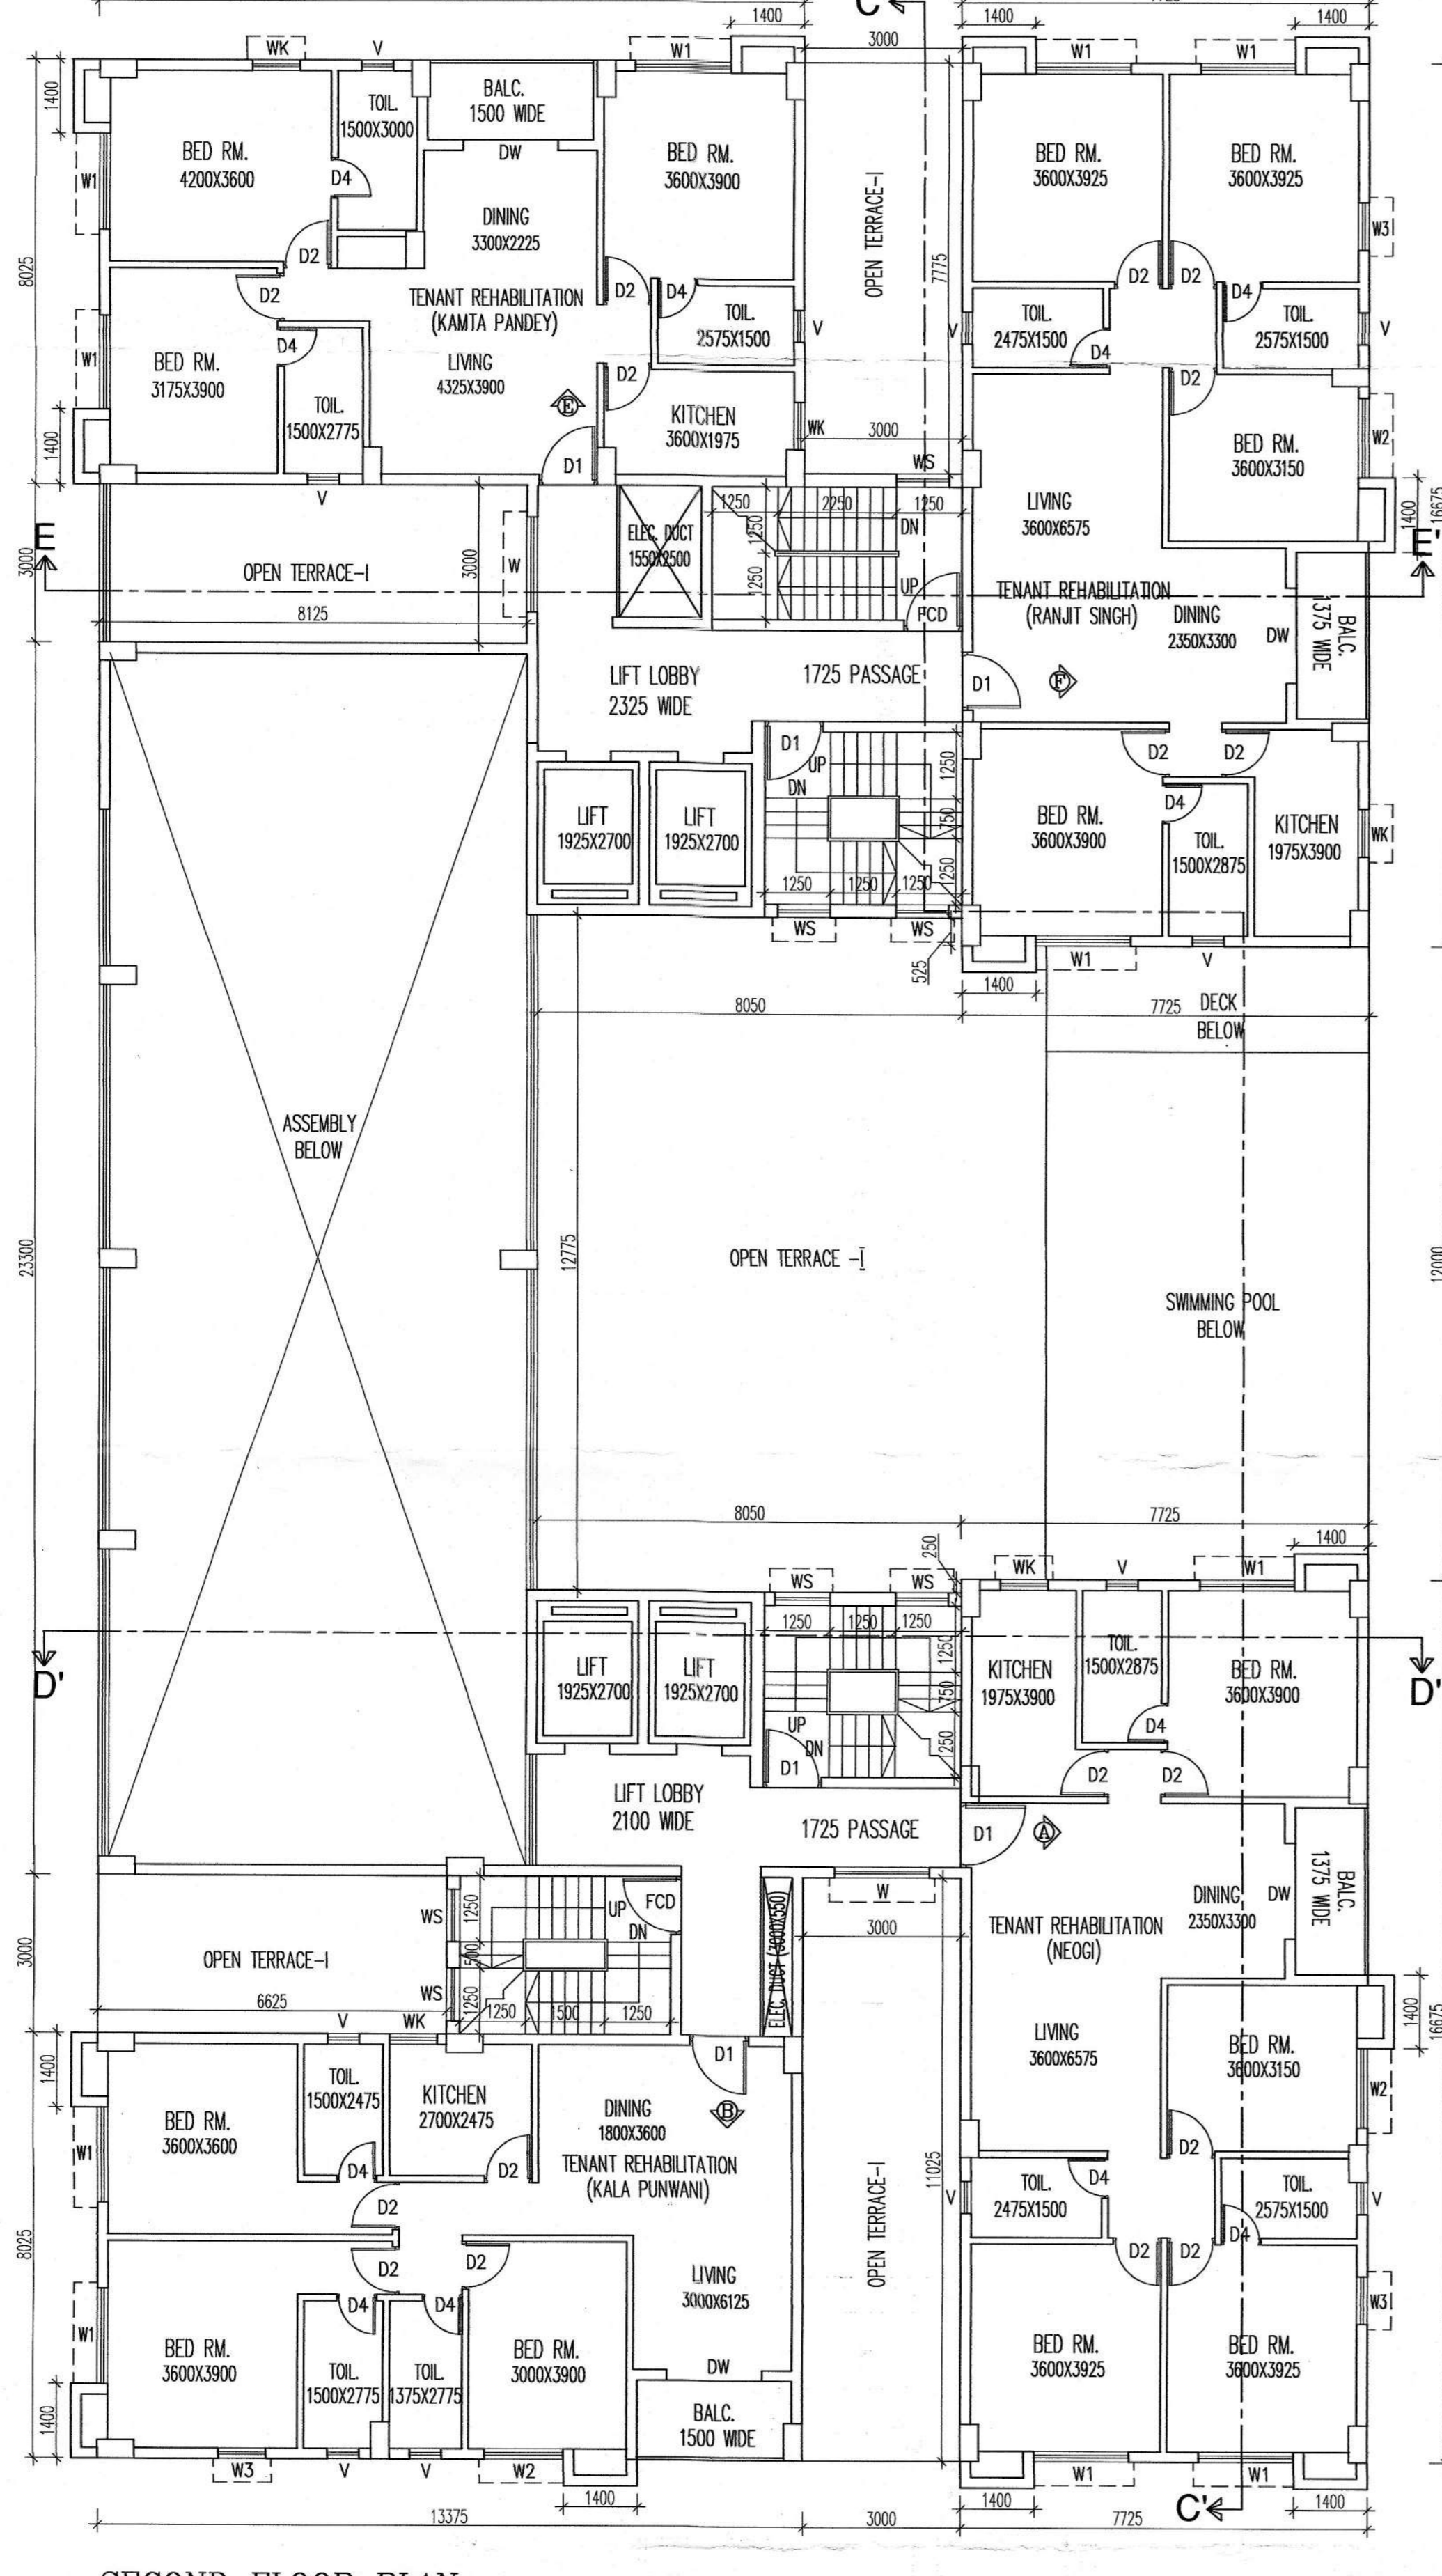 C
7725
1400
1400
1400
3000
WK
V
W1
W1
W1
1400
TOIL.
1500X3000
BALC.
1500 WIDE
BED RM.
4200X3600
DW
BED RM.
3600X3900
BED RM.
3600X3925
BED RM.
3600X3925
W1
D4
DINING
3300X2225
OPEN TERRACE-I
7775
W3
D2
8025
D2
TENANT REHABILITATION
(KAMTA PANDEY)
D2
D4
TOIL.
2575X1500
V
D2
D2
D4
V
TOIL.
2475X1500
D4
TOIL.
2575X1500
V
W1
BED RM.
3175X3900
D4
LIVING
4325X3900
D2
D2
TOIL.
1500X2775
E
KITCHEN
3600X1975
WK
3000
W2
1400
D1
WS
BED RM.
3600X3150
V
LIVING
3600X6575
1400
16675
E
3000
OPEN TERRACE-I
3000
W
ELEC. DUCT
1550X2500
1250
2250
1250
1250
1250
DN
UP
FCD
E'
8125
TENANT REHABILITATION
(RANJIT SINGH)
DINING
2350X3300
DW
BALC.
1375 WIDE
LIFT LOBBY
2325 WIDE
1725 PASSAGE
D1
F
D1
UP
DN
1250
750
1250
D2
D2
LIFT
1925X2700
LIFT
1925X2700
BED RM.
3600X3900
D4
TOIL.
1500X2875
KITCHEN
1975X3900
WK
1250
1250
1250
WS
WS
525
W1
V
1400
8050
7725
DECK
BELOW
ASSEMBLY
BELOW
23300
12775
OPEN TERRACE -I
12000
SWIMMING POOL
BELOW
8050
7725
1400
250
WS
WS
WK
V
W1
1250
1250
1250
D'
1250
750
250
LIFT
1925X2700
LIFT
1925X2700
KITCHEN
1975X3900
TOIL.
1500X2875
BED RM.
3600X3900
D'
UP
DN
D1
D4
D2
D2
LIFT LOBBY
2100 WIDE
1725 PASSAGE
D1
A
W
BALC.
1375 WIDE
DINING
2350X3300
DW
WS
1250
500
1250
UP
FCD
DN
ELEC. DUCT (3000X550)
3000
TENANT REHABILITATION
(NEOGI)
3000
OPEN TERRACE-I
6625
WS
1250
1500
1250
V
WK
D1
1400
16675
LIVING
3600X6575
BED RM.
3600X3150
W2
1400
TOIL.
1500X2475
KITCHEN
2700X2475
DINING
1800X3600
B
BED RM.
3600X3600
W1
D4
D2
TENANT REHABILITATION
(KALA PUNWANI)
11025
D2
D2
V
TOIL.
2475X1500
D4
TOIL.
2575X1500
V
D4
OPEN TERRACE-I
8025
D2
D2
D2
D2
LIVING
3000X6125
W3
W1
D4
D4
BED RM.
3600X3900
TOIL.
1500X2775
TOIL.
1375X2775
BED RM.
3000X3900
DW
BED RM.
3600X3925
BED RM.
3600X3925
1400
BALC.
1500 WIDE
W3
V
V
W2
W1
W1
1400
1400
1400
13375
3000
7725
C'
SECOND FLOOR PLAN